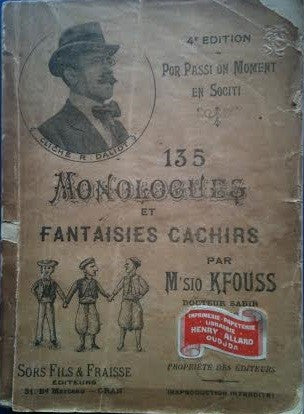 4e EDITION
POR PASSI UN MOMENT
EN SOCITI
135
MONOLOGUES
ET
FANTAISIES CACHIRS
PAR
M'SIO KFOUSS
DOCTEUR SABIR
IMPRIMERIE - PAPETERIE
LIBRAIRIE
HENRY ALLARD
OUDJDA
SORS FILS & FRAISSE
ÉDITEURS
ORAN
PROPRIÉTÉ DES ÉDITEURS